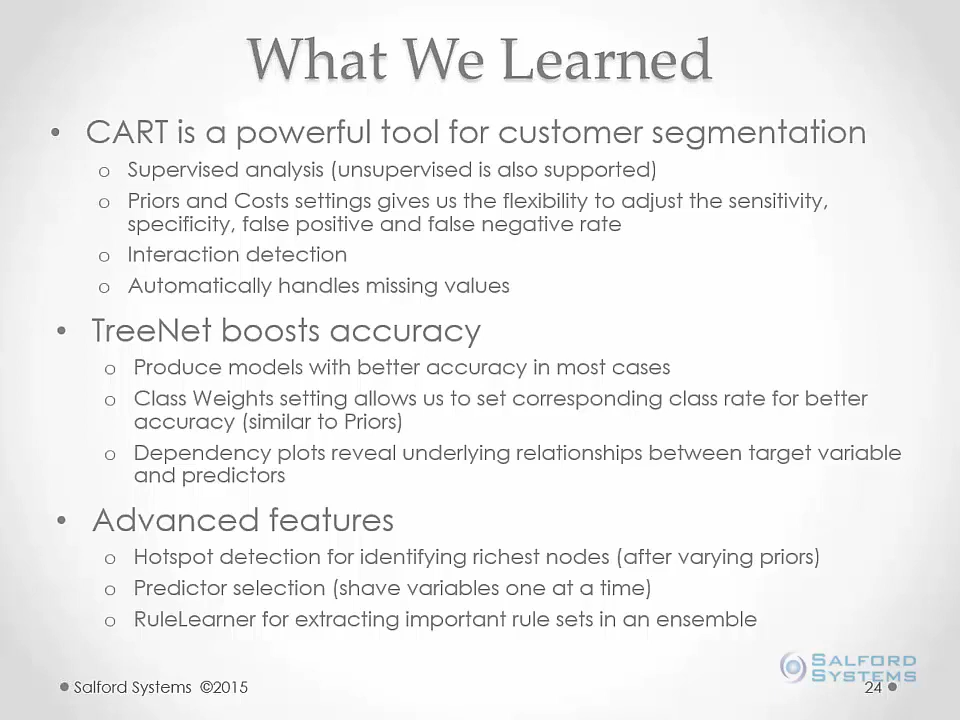 What We Learned
• CART is a powerful tool for customer segmentation
o Supervised analysis (unsupervised is also supported)
o Priors and Costs settings gives us the flexibility to adjust the sensitivity,
specificity, false positive and false negative rate
o Interaction detection
o Automatically handles missing values
• TreeNet boosts accuracy
o Produce models with better accuracy in most cases
o Class Weights setting allows us to set corresponding class rate for better
accuracy (similar to Priors)
o Dependency plots reveal underlying relationships between target variable
and predictors
• Advanced features
o Hotspot detection for identifying richest nodes (after varying priors)
o Predictor selection (shave variables one at a time)
o RuleLearner for extracting important rule sets in an ensemble
SALFORD
SYSTEMS
Salford Systems ©2015
24